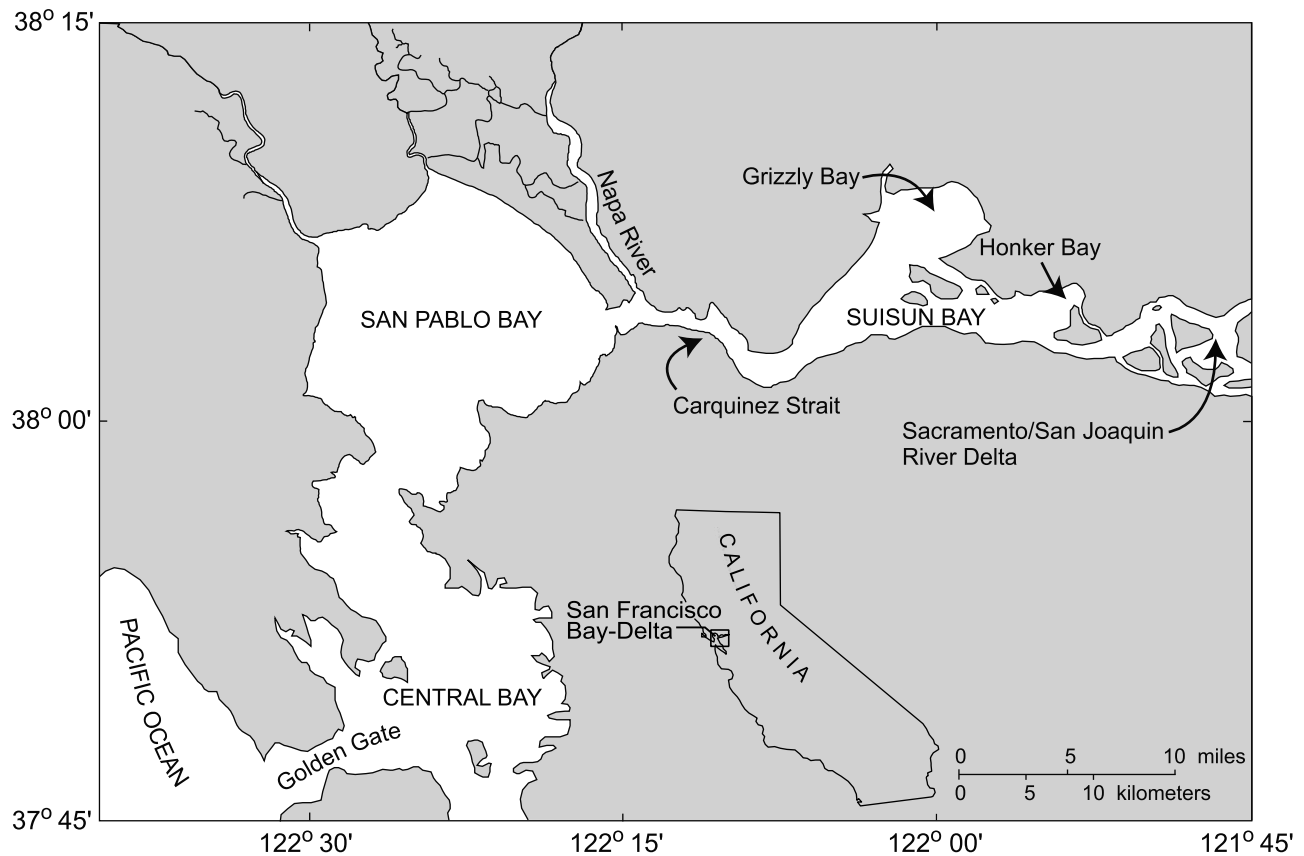 38° 15'
Grizzly Bay
Napa River
Honker Bay
SAN PABLO BAY
SUISUN BAY
Carquinez Strait
38° 00'
Sacramento/San Joaquin
River Delta
CALIFORNIA
San Francisco
Bay-Delta
PACIFIC OCEAN
CENTRAL BAY
Golden Gate
0 5 10 miles
0 5 10 kilometers
37° 45'
122° 30' 122° 15' 122° 00' 121° 45'